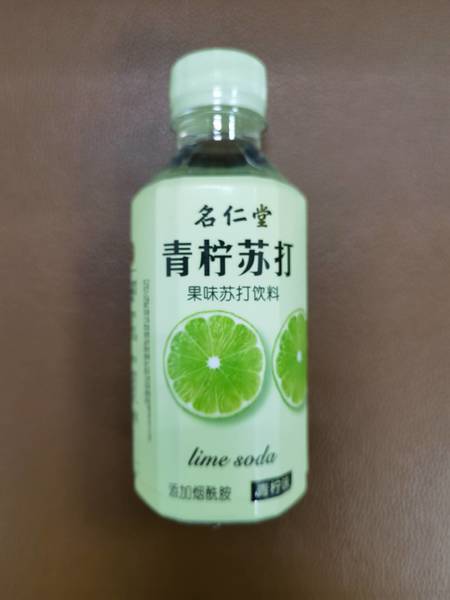 名仁堂
青柠苏打
果味苏打饮料
lime soda
添加烟酰胺
青柠味